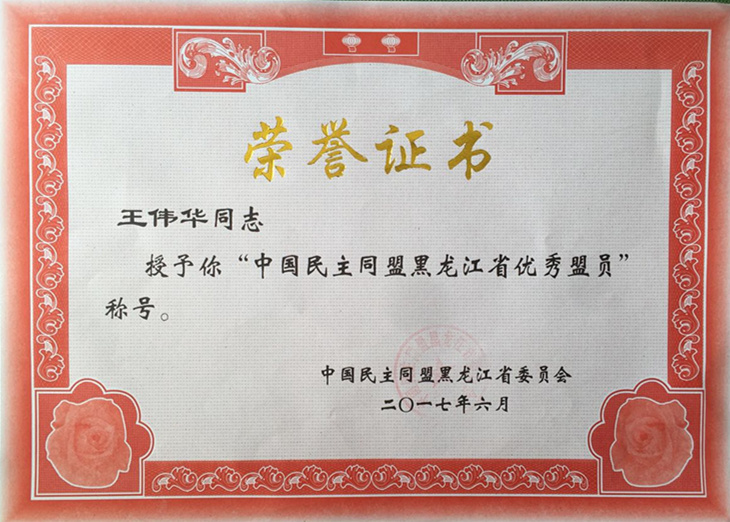 荣誉证书
王伟华同志
授予你“中国民主同盟黑龙江省优秀盟员”
称号。
中国民主同盟黑龙江省委员会
二〇一七年六月